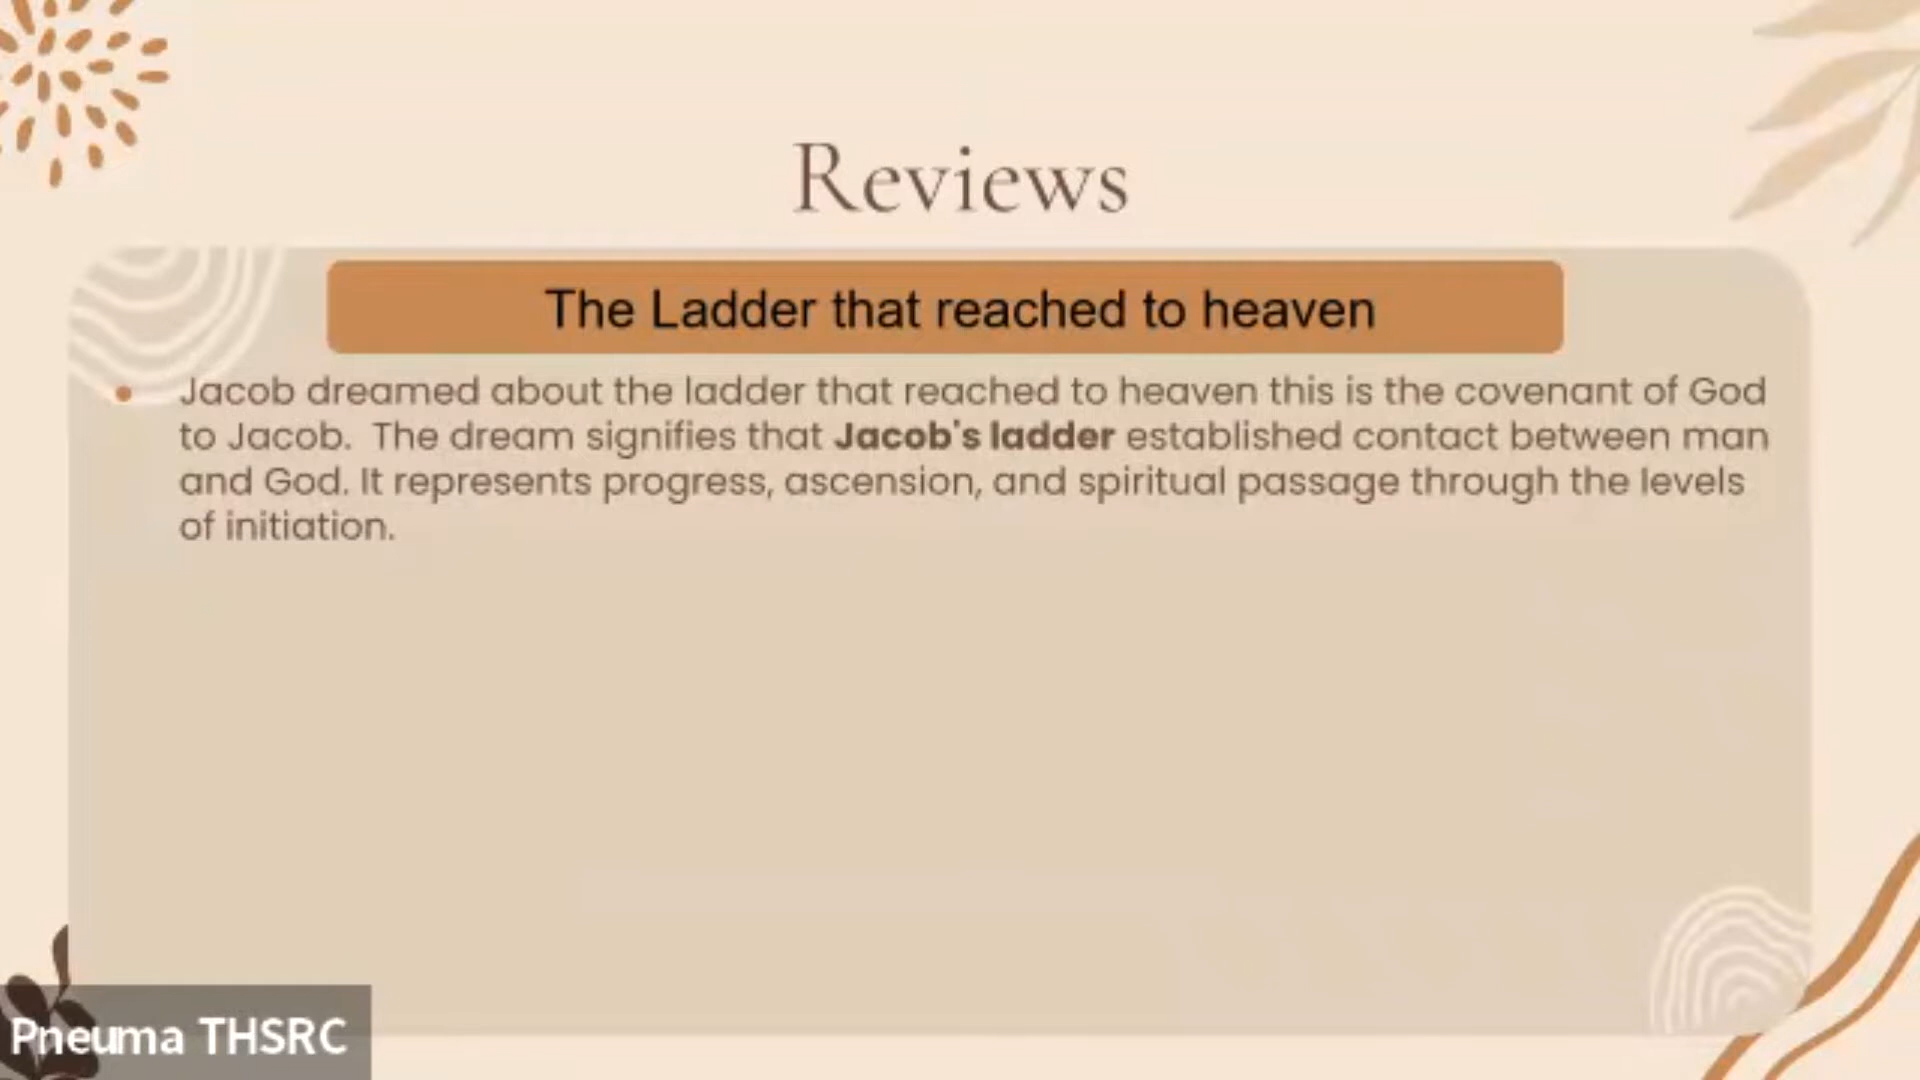 Reviews
The Ladder that reached to heaven
Jacob dreamed about the ladder that reached to heaven this is the covenant of God
to Jacob.  The dream signifies that Jacob's ladder established contact between man
and God. It represents progress, ascension, and spiritual passage through the levels
of initiation.
Pneuma THSRC